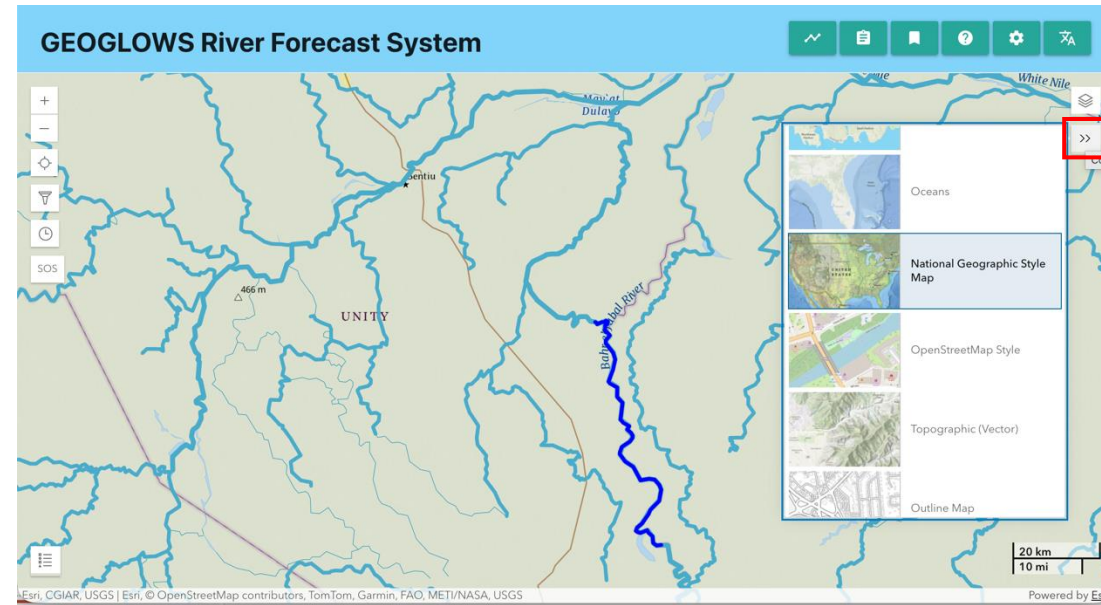 GEOGLOWS River Forecast System
White Nile
Dulayb
Bentiu
SOS
466 m
UNITY
River
Oceans
National Geographic Style
Map
OpenStreetMap Style
Topographic (Vector)
Outline Map
20 km
10 mi
Esri, CGIAR, USGS | Esri, © OpenStreetMap contributors, TomTom, Garmin, FAO, METI/NASA, USGS
Powered by Es